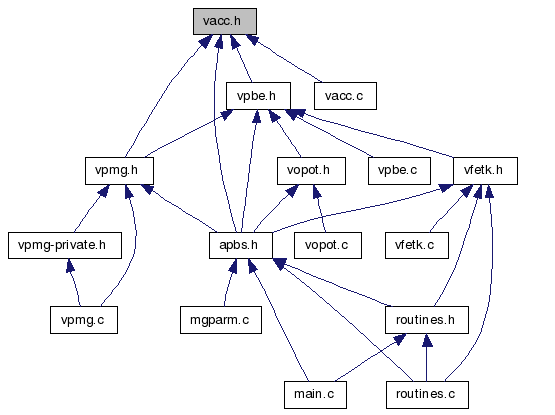 vacc.h
vpbe.h
vacc.c
vpmg.h
vopot.h
vpbe.c
vfetk.h
vpmg-private.h
apbs.h
vopot.c
vfetk.c
vpmg.c
mgparm.c
routines.h
main.c
routines.c